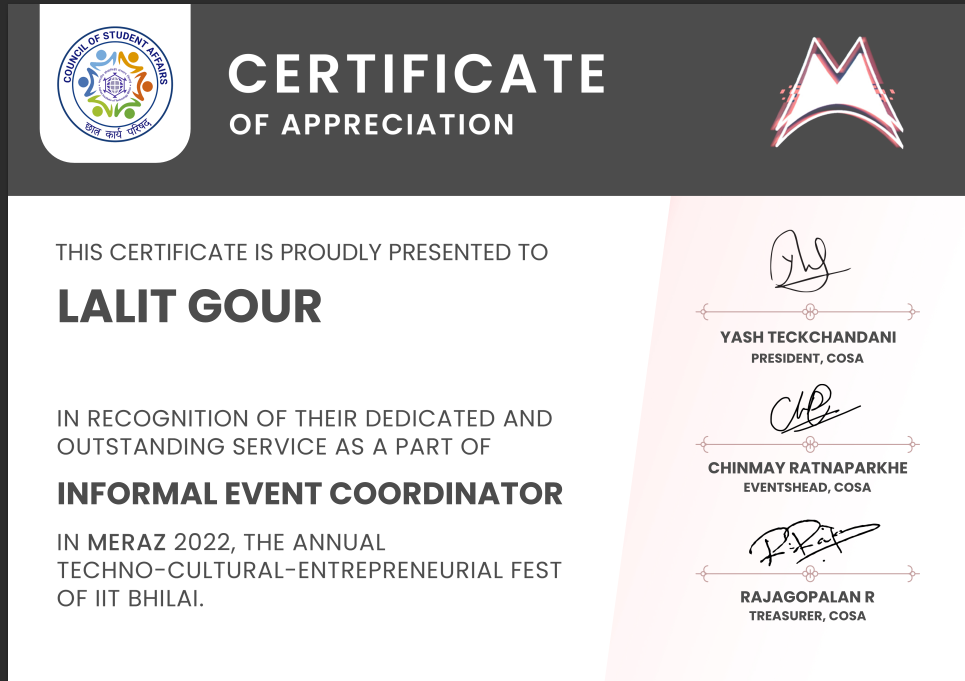 COUNCIL OF STUDENT AFFAIRS
छात्र कार्य परिषद
CERTIFICATE
OF APPRECIATION
THIS CERTIFICATE IS PROUDLY PRESENTED TO
LALIT GOUR
IN RECOGNITION OF THEIR DEDICATED AND
OUTSTANDING SERVICE AS A PART OF
INFORMAL EVENT COORDINATOR
IN MERAZ 2022, THE ANNUAL
TECHNO-CULTURAL-ENTREPRENEURIAL FEST
OF IIT BHILAI.
YASH TECKCHANDANI
PRESIDENT, COSA
CHINMAY RATNAPARKHE
EVENTSHEAD, COSA
RAJAGOPALAN R
TREASURER, COSA